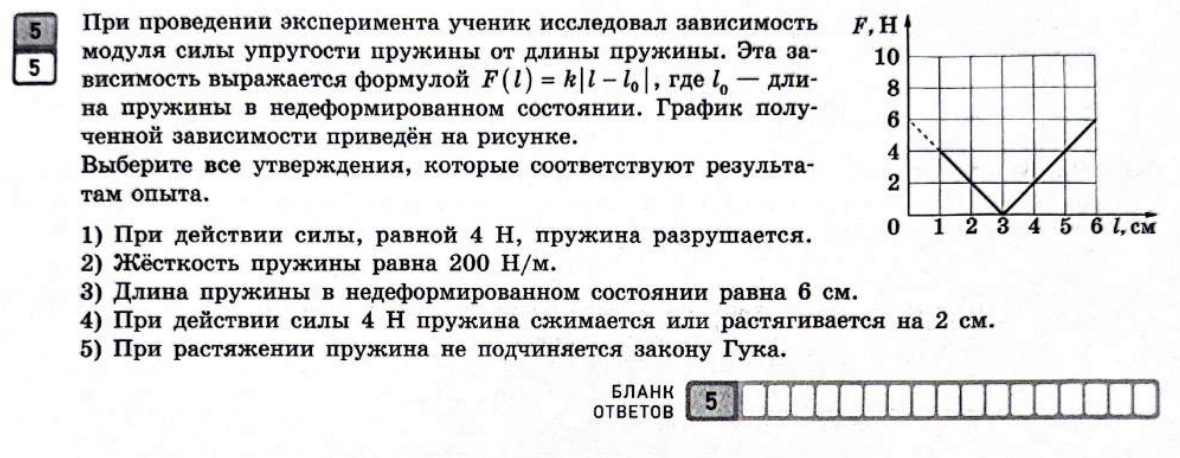 5
5
При проведении эксперимента ученик исследовал зависимость
модуля силы упругости пружины от длины пружины. Эта за-
висимость выражается формулой F(l) = k|l − l₀|, где l₀ — дли-
на пружины в недеформированном состоянии. График полу-
ченной зависимости приведён на рисунке.
Выберите все утверждения, которые соответствуют результа-
там опыта.
F, Н
10
8
6
4
2
0 1 2 3 4 5 6 l, см
1) При действии силы, равной 4 Н, пружина разрушается.
2) Жёсткость пружины равна 200 Н/м.
3) Длина пружины в недеформированном состоянии равна 6 см.
4) При действии силы 4 Н пружина сжимается или растягивается на 2 см.
5) При растяжении пружина не подчиняется закону Гука.
БЛАНК
ОТВЕТОВ
5